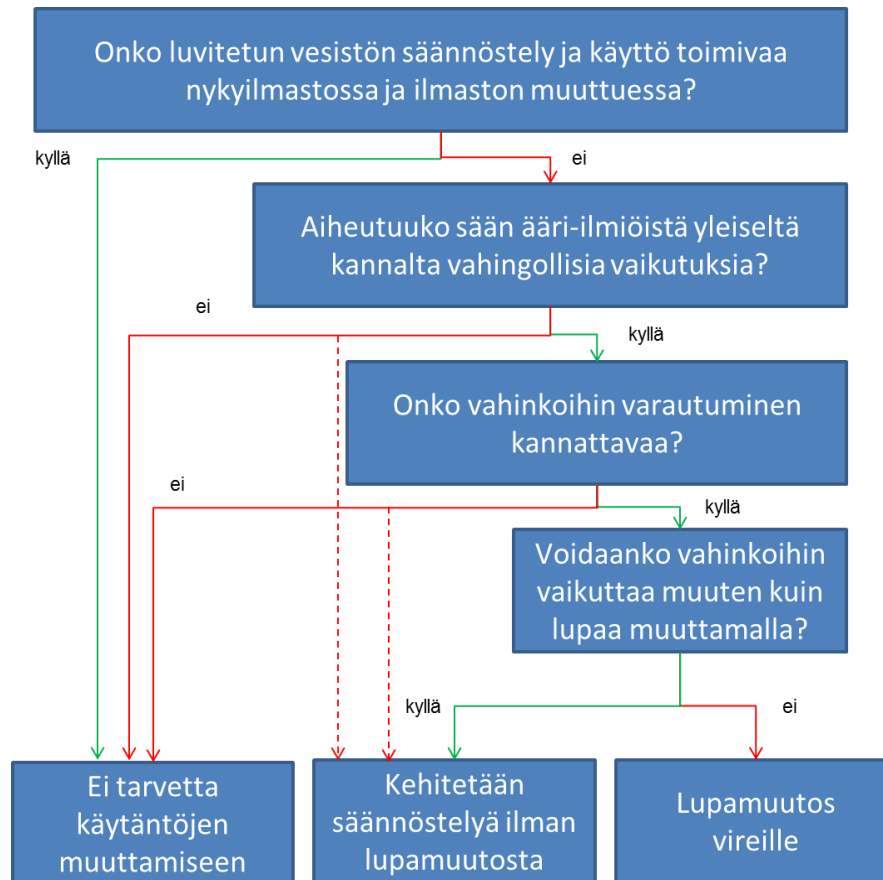 Onko luvitetun vesistön säännöstely ja käyttö toimivaa
nykyilmastossa ja ilmaston muuttuessa?
kyllä
ei
Aiheutuuko sään ääri-ilmiöistä yleiseltä
kannalta vahingollisia vaikutuksia?
ei
kyllä
Onko vahinkoihin varautuminen
kannattavaa?
ei
kyllä
Voidaanko vahinkoihin
vaikuttaa muuten kuin
lupaa muuttamalla?
kyllä
ei
Ei tarvetta
käytäntöjen
muuttamiseen
Kehitetään
säännöstelyä ilman
lupamuutosta
Lupamuutos
vireille